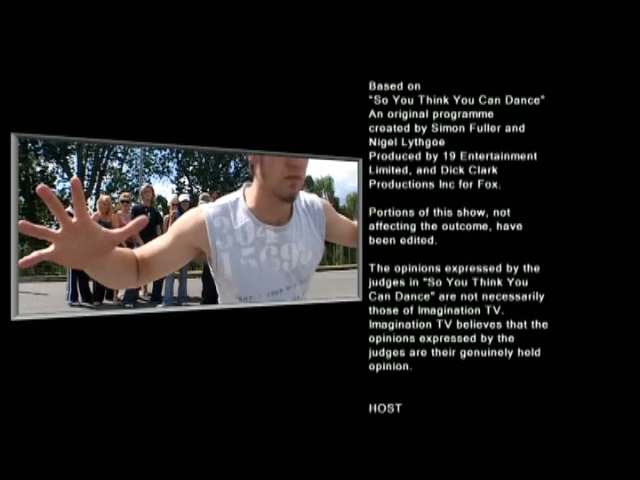 Based on
"So You Think You Can Dance"
An original programme
created by Simon Fuller and
Nigel Lythgoe
Produced by 19 Entertainment
Limited, and Dick Clark
Productions Inc for Fox.
Portions of this show, not
affecting the outcome, have
been edited.
The opinions expressed by the
judges in "So You Think You
Can Dance" are not necessarily
those of Imagination TV.
Imagination TV believes that the
opinions expressed by the
judges are their genuinely held
opinion.
HOST